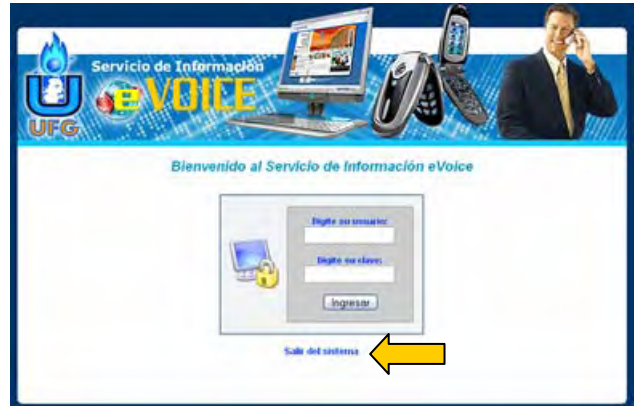 Servicio de Información
eVOICE
UFG
Bienvenido al Servicio de Información eVoice
Digite su usuario:
Digite su clave:
Ingresar
Salir del sistema